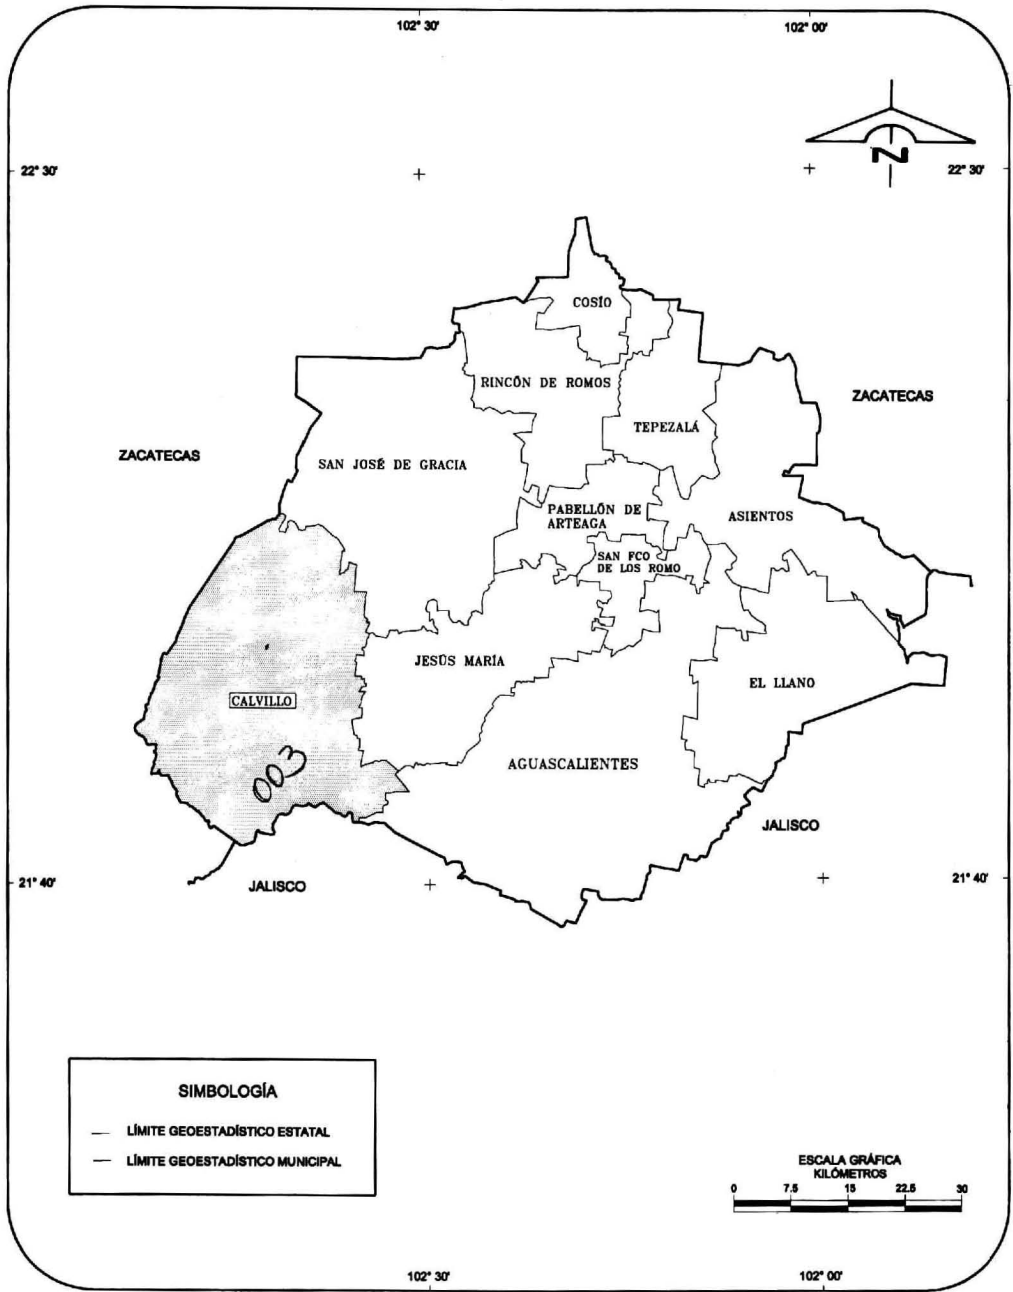 102° 30'
102° 00'
N
22° 30'
22° 30'
COSÍO
RINCÓN DE ROMOS
ZACATECAS
TEPEZALÁ
ZACATECAS
SAN JOSÉ DE GRACIA
PABELLÓN DE
ARTEAGA
ASIENTOS
SAN FCO
DE LOS ROMO
JESÚS MARÍA
EL LLANO
CALVILLO
003
AGUASCALIENTES
JALISCO
21° 40'
JALISCO
21° 40'
SIMBOLOGÍA
LÍMITE GEOESTADÍSTICO ESTATAL
LÍMITE GEOESTADÍSTICO MUNICIPAL
ESCALA GRÁFICA
KILÓMETROS
0 7.5 15 22.5 30
102° 30'
102° 00'